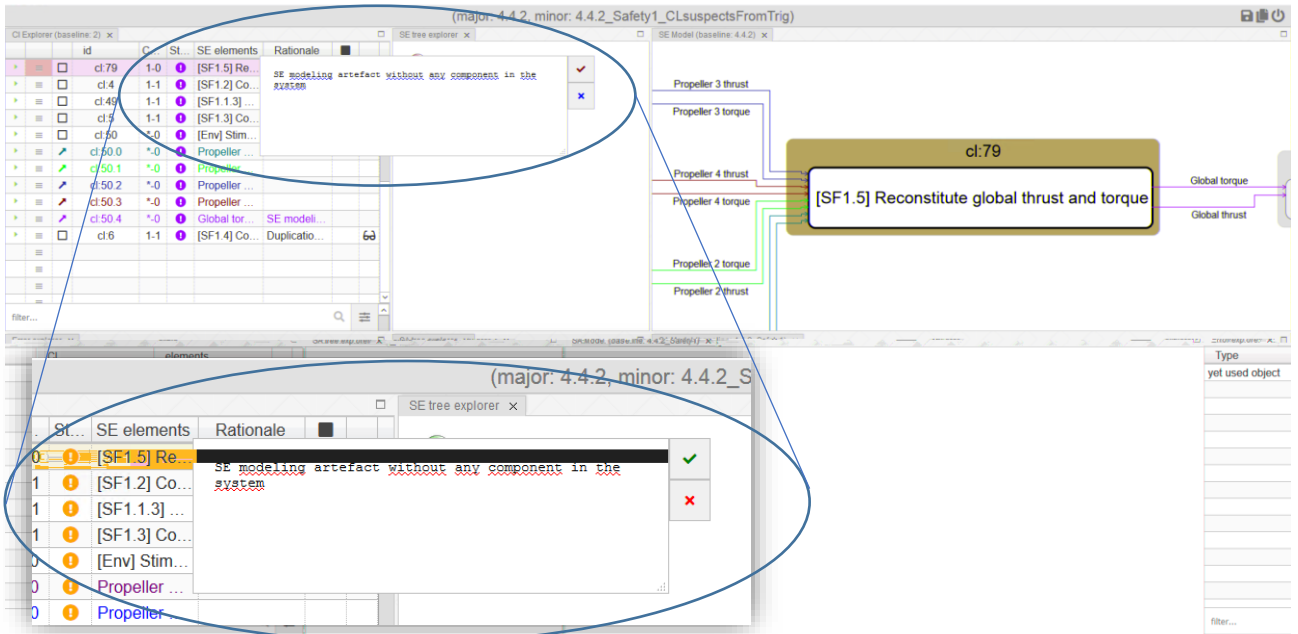 (major: 4.4.2, minor: 4.4.2_Safety1_CLsuspectsFromTrig)
CI Explorer (baseline: 2) x
SE tree explorer x
SE Model (baseline: 4.4.2) x
id C... St... SE elements Rationale
cl:79 1-0 [SF1.5] Re...
cl:4 1-1 [SF1.2] Co...
cl:49 1-1 [SF1.1.3] ...
cl:5 1-1 [SF1.3] Co...
cl:50 *-0 [Env] Stim...
cl:50.0 *-0 Propeller ...
cl:50.1 *-0 Propeller ...
cl:50.2 *-0 Propeller ...
cl:50.3 *-0 Propeller ...
cl:50.4 *-0 Global tor... SE modeli...
cl:6 1-1 [SF1.4] Co... Duplicatio...
filter...
SE modeling artefact without any component in the
system
Propeller 3 thrust
Propeller 3 torque
Propeller 4 thrust
Propeller 4 torque
Propeller 2 torque
Propeller 2 thrust
cl:79
[SF1.5] Reconstitute global thrust and torque
Global torque
Global thrust
CI elements
Type
yet used object
filter...
(major: 4.4.2, minor: 4.4.2_S
SE tree explorer x
St... SE elements Rationale
0 [SF1.5] Re...
1 [SF1.2] Co...
1 [SF1.1.3] ...
1 [SF1.3] Co...
0 [Env] Stim...
0 Propeller ...
0 Propeller ...
SE modeling artefact without any component in the
system